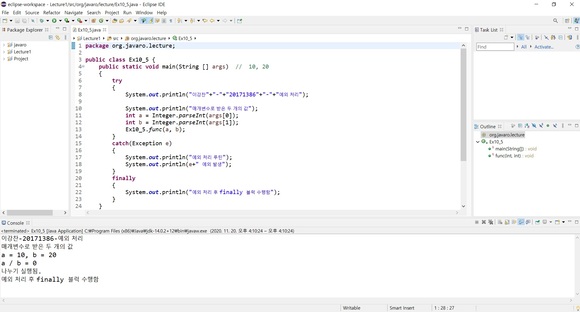 eclipse-workspace - Lecture1/src/org/javaro/lecture/Ex10_5.java - Eclipse IDE
File Edit Source Refactor Navigate Search Project Run Window Help
Package Explorer
javaro
Lecture1
Project
Ex10_5.java
Lecture1 src org.javaro.lecture Ex10_5
1 package org.javaro.lecture;
2
3 public class Ex10_5 {
4 public static void main(String [] args) // 10, 20
5 {
6 try
7 {
8 System.out.println("이강찬"+"-"+"20171386"+"-"+"예외 처리");
9
10 System.out.println("매개변수로 받은 두 개의 값");
11 int a = Integer.parseInt(args[0]);
12 int b = Integer.parseInt(args[1]);
13 Ex10_5.func(a, b);
14 }
15 catch(Exception e)
16 {
17 System.out.println("예외 처리 루틴");
18 System.out.println(e+" 예외 발생");
19 }
20 finally
21 {
22 System.out.println("예외 처리 후 finally 블럭 수행함");
23 }
24 }
Task List
Find All Activate...
Outline
org.javaro.lecture
Ex10_5
main(String[]) : void
func(int, int) : void
Console
<terminated> Ex10_5 [Java Application] C:\Program Files (x86)\Java\jdk-14.0.2+12\bin\javaw.exe (2020. 11. 20. 오후 4:10:24 – 오후 4:10:24)
이강찬-20171386-예외 처리
매개변수로 받은 두 개의 값
a = 10, b = 20
a / b = 0
나누기 실행됨.
예외 처리 후 finally 블럭 수행함
Writable Smart Insert 1 : 28 : 27